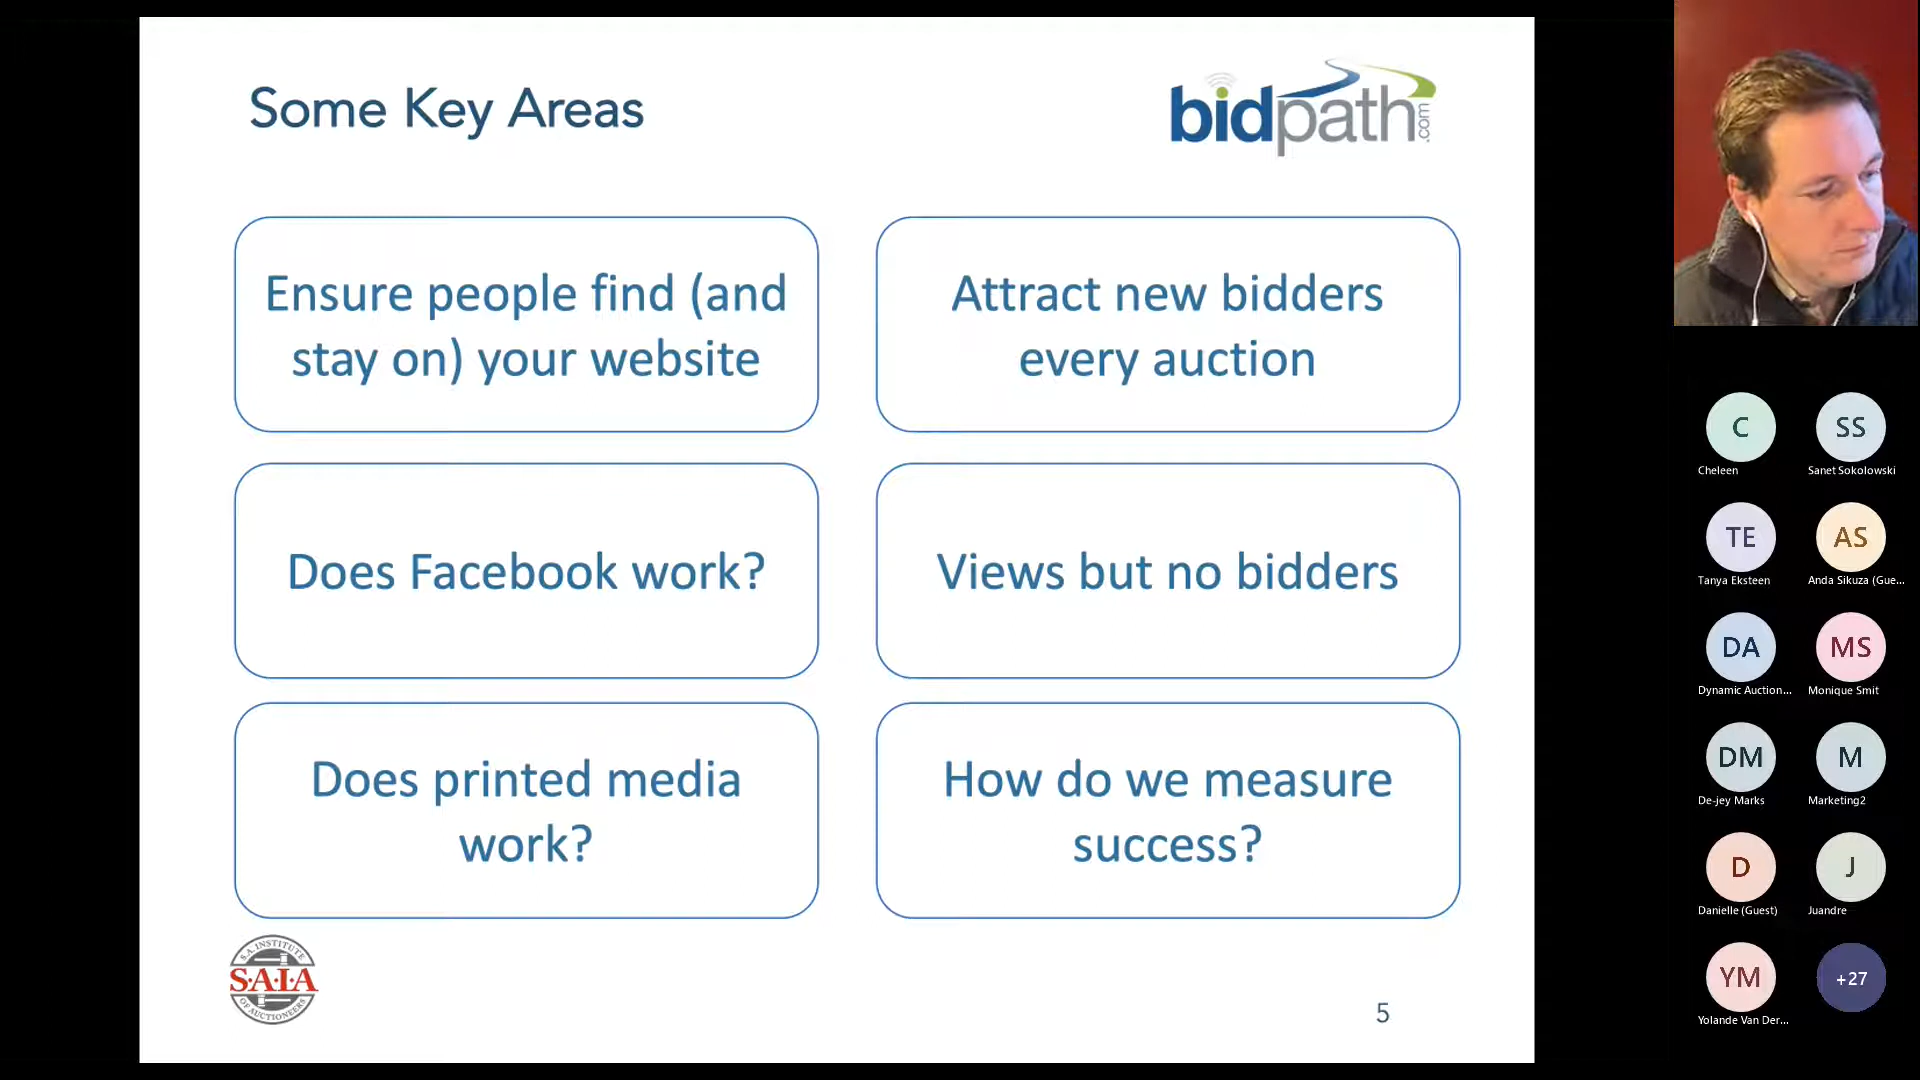 Some Key Areas
bidpath.com
Ensure people find (and
stay on) your website
Attract new bidders
every auction
Does Facebook work?
Views but no bidders
Does printed media
work?
How do we measure
success?
S.A. INSTITUTE
S·A·I·A
OF AUCTIONEERS
5
C
Cheleen
SS
Sanet Sokolowski
TE
Tanya Eksteen
AS
Anda Sikuza (Gue...
DA
Dynamic Auction...
MS
Monique Smit
DM
De-jey Marks
M
Marketing2
D
Danielle (Guest)
J
Juandre
YM
Yolande Van Der...
+27